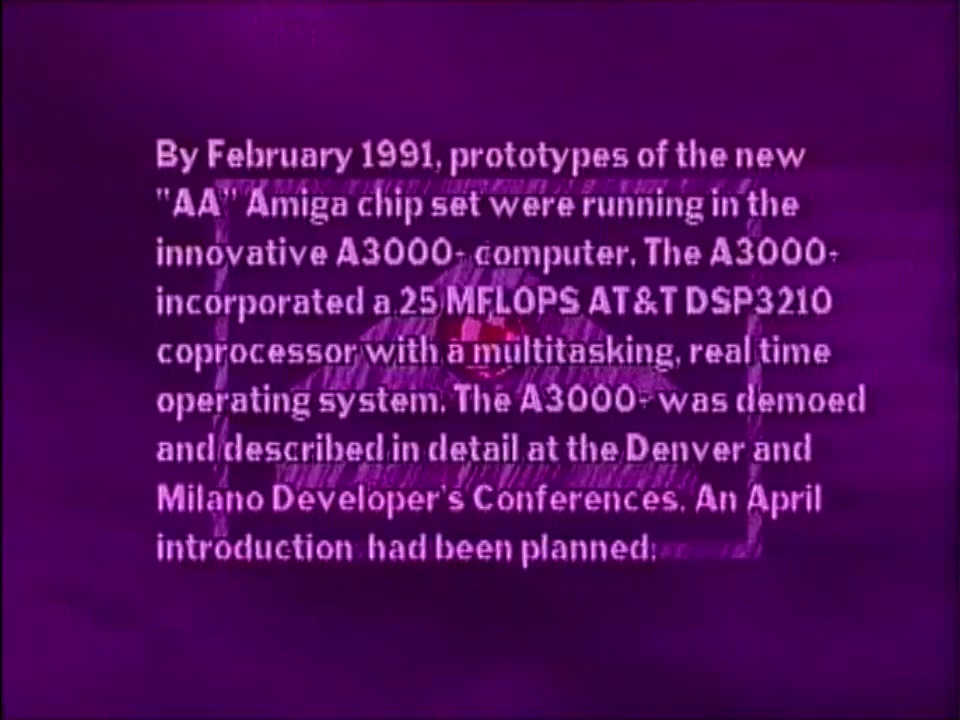 By February 1991, prototypes of the new
"AA" Amiga chip set were running in the
innovative A3000+ computer. The A3000+
incorporated a 25 MFLOPS AT&T DSP3210
coprocessor with a multitasking, real time
operating system. The A3000+ was demoed
and described in detail at the Denver and
Milano Developer's Conferences. An April
introduction had been planned.